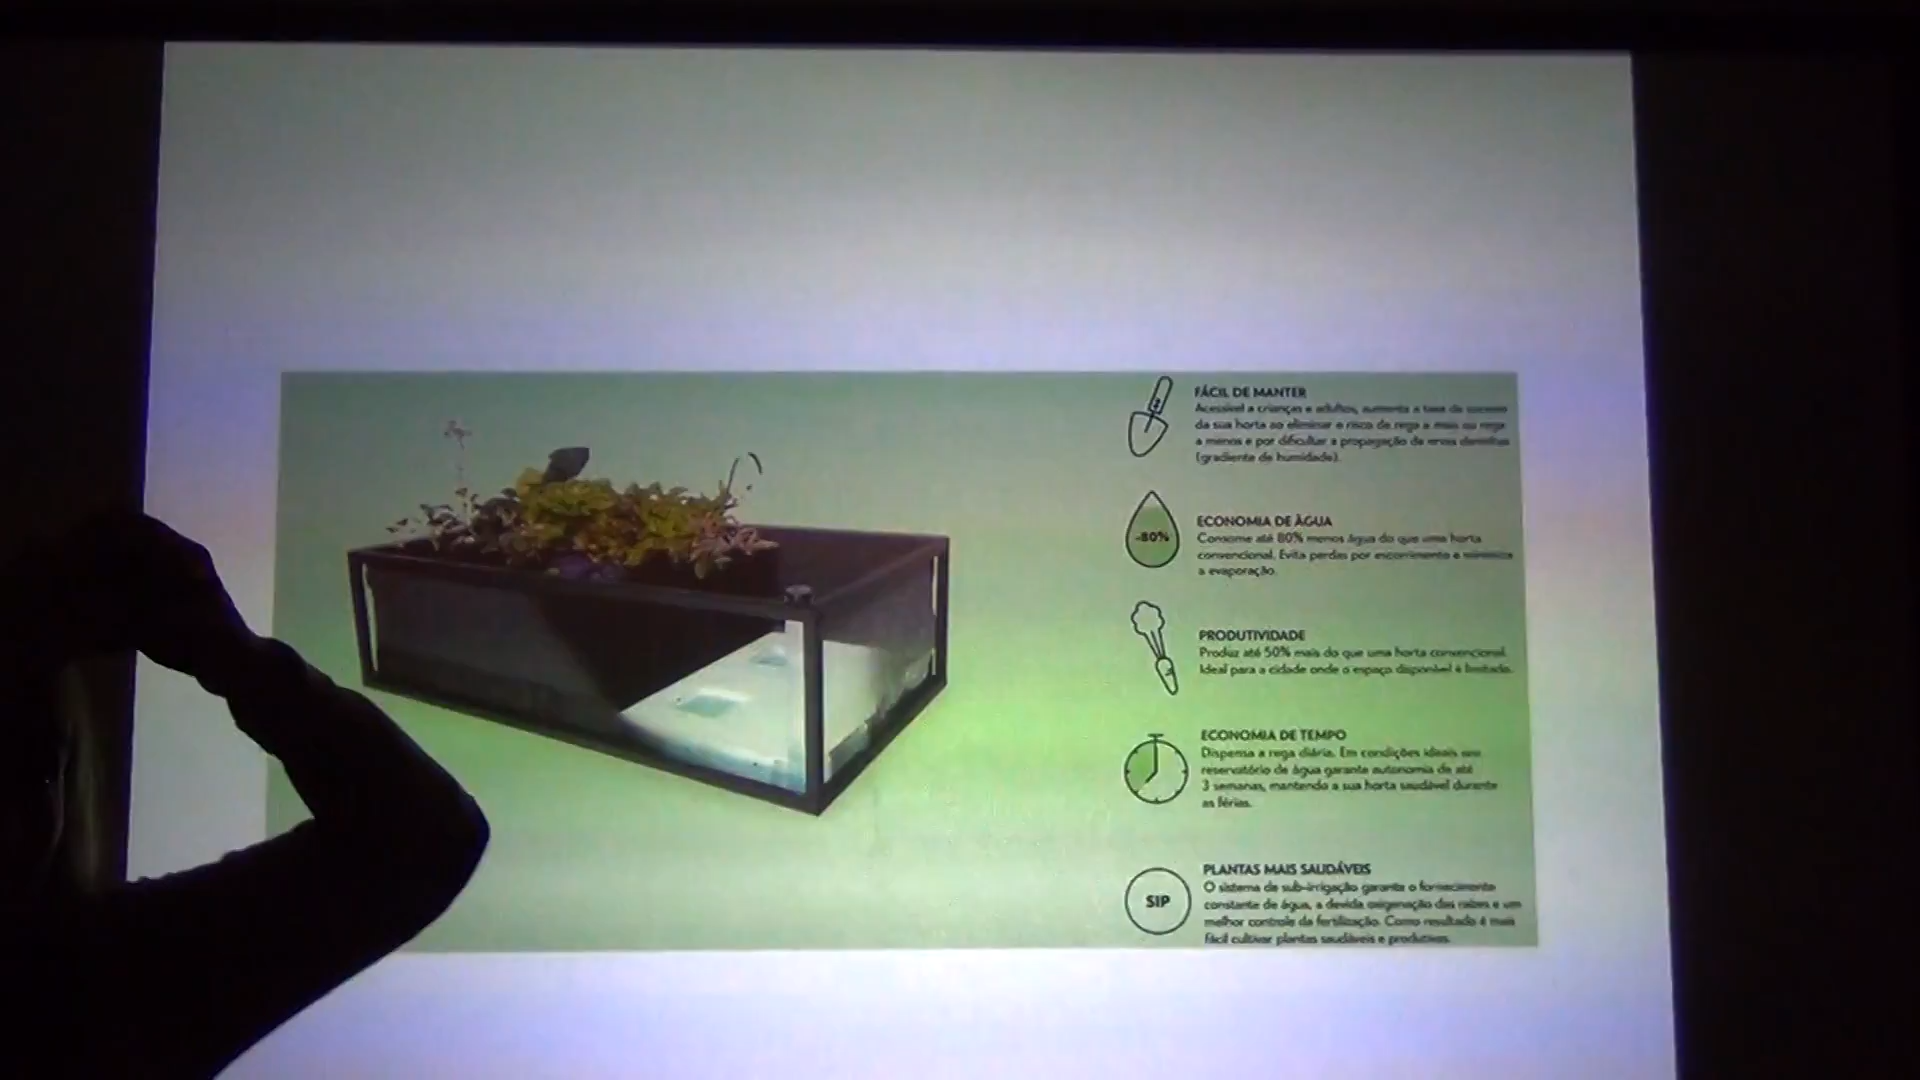 FÁCIL DE MANTER
Acessível a crianças e adultos, aumenta a taxa de sucesso
da sua horta ao eliminar o risco de rega a mais ou rega
a menos e por dificultar a propagação de ervas daninhas
(gradiente de humidade).
-80%
ECONOMIA DE ÁGUA
Consome até 80% menos água do que uma horta
convencional. Evita perdas por escorrimento e minimiza
a evaporação.
PRODUTIVIDADE
Produz até 50% mais do que uma horta convencional.
Ideal para a cidade onde o espaço disponível é limitado.
ECONOMIA DE TEMPO
Dispensa a rega diária. Em condições ideais seu
reservatório de água garante autonomia de até
3 semanas, mantendo a sua horta saudável durante
as férias.
SIP
PLANTAS MAIS SAUDÁVEIS
O sistema de sub-irrigação garante o fornecimento
constante de água, a devida oxigenação das raízes e um
melhor controle da fertilização. Como resultado é mais
fácil cultivar plantas saudáveis e produtivas.